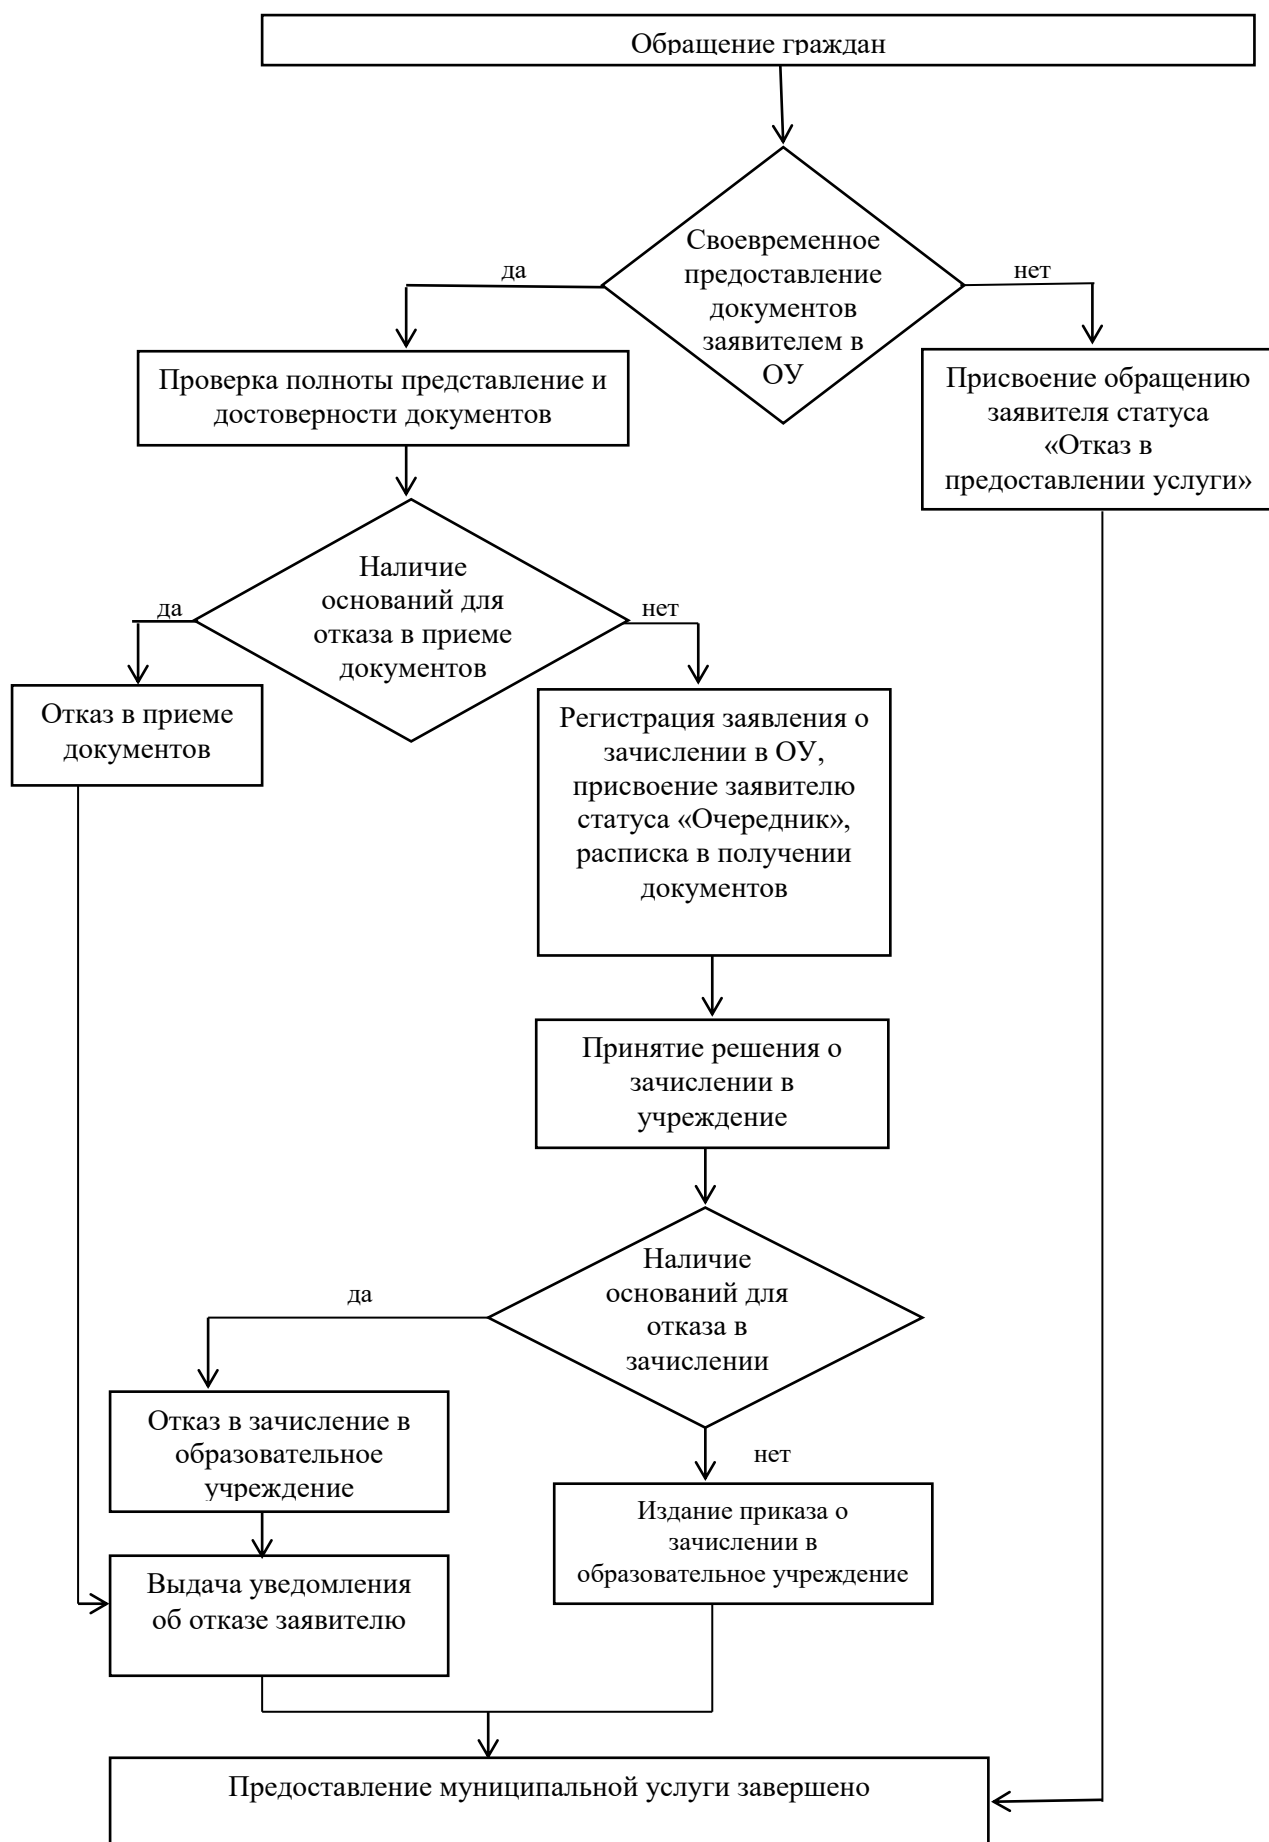 Обращение граждан
Своевременное
предоставление
документов
заявителем в
ОУ
да
нет
Проверка полноты представление и
достоверности документов
Присвоение обращению
заявителя статуса
«Отказ в
предоставлении услуги»
Наличие
оснований для
отказа в приеме
документов
да
нет
Отказ в приеме
документов
Регистрация заявления о
зачислении в ОУ,
присвоение заявителю
статуса «Очередник»,
расписка в получении
документов
Принятие решения о
зачислении в
учреждение
Наличие
оснований для
отказа в
зачислении
да
нет
Отказ в зачисление в
образовательное
учреждение
Издание приказа о
зачислении в
образовательное учреждение
Выдача уведомления
об отказе заявителю
Предоставление муниципальной услуги завершено